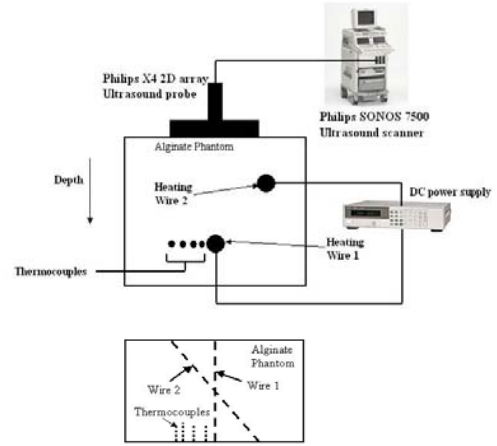 Philips X4 2D array
Ultrasound probe
Philips SONOS 7500
Ultrasound scanner
Alginate Phantom
Depth
Heating
Wire 2
DC power supply
Heating
Wire 1
Thermocouples
Alginate
Phantom
Wire 2
Wire 1
Thermocouples